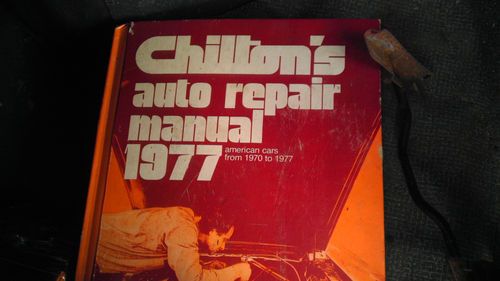 Chilton's
auto repair
manual
1977
american cars
from 1970 to 1977